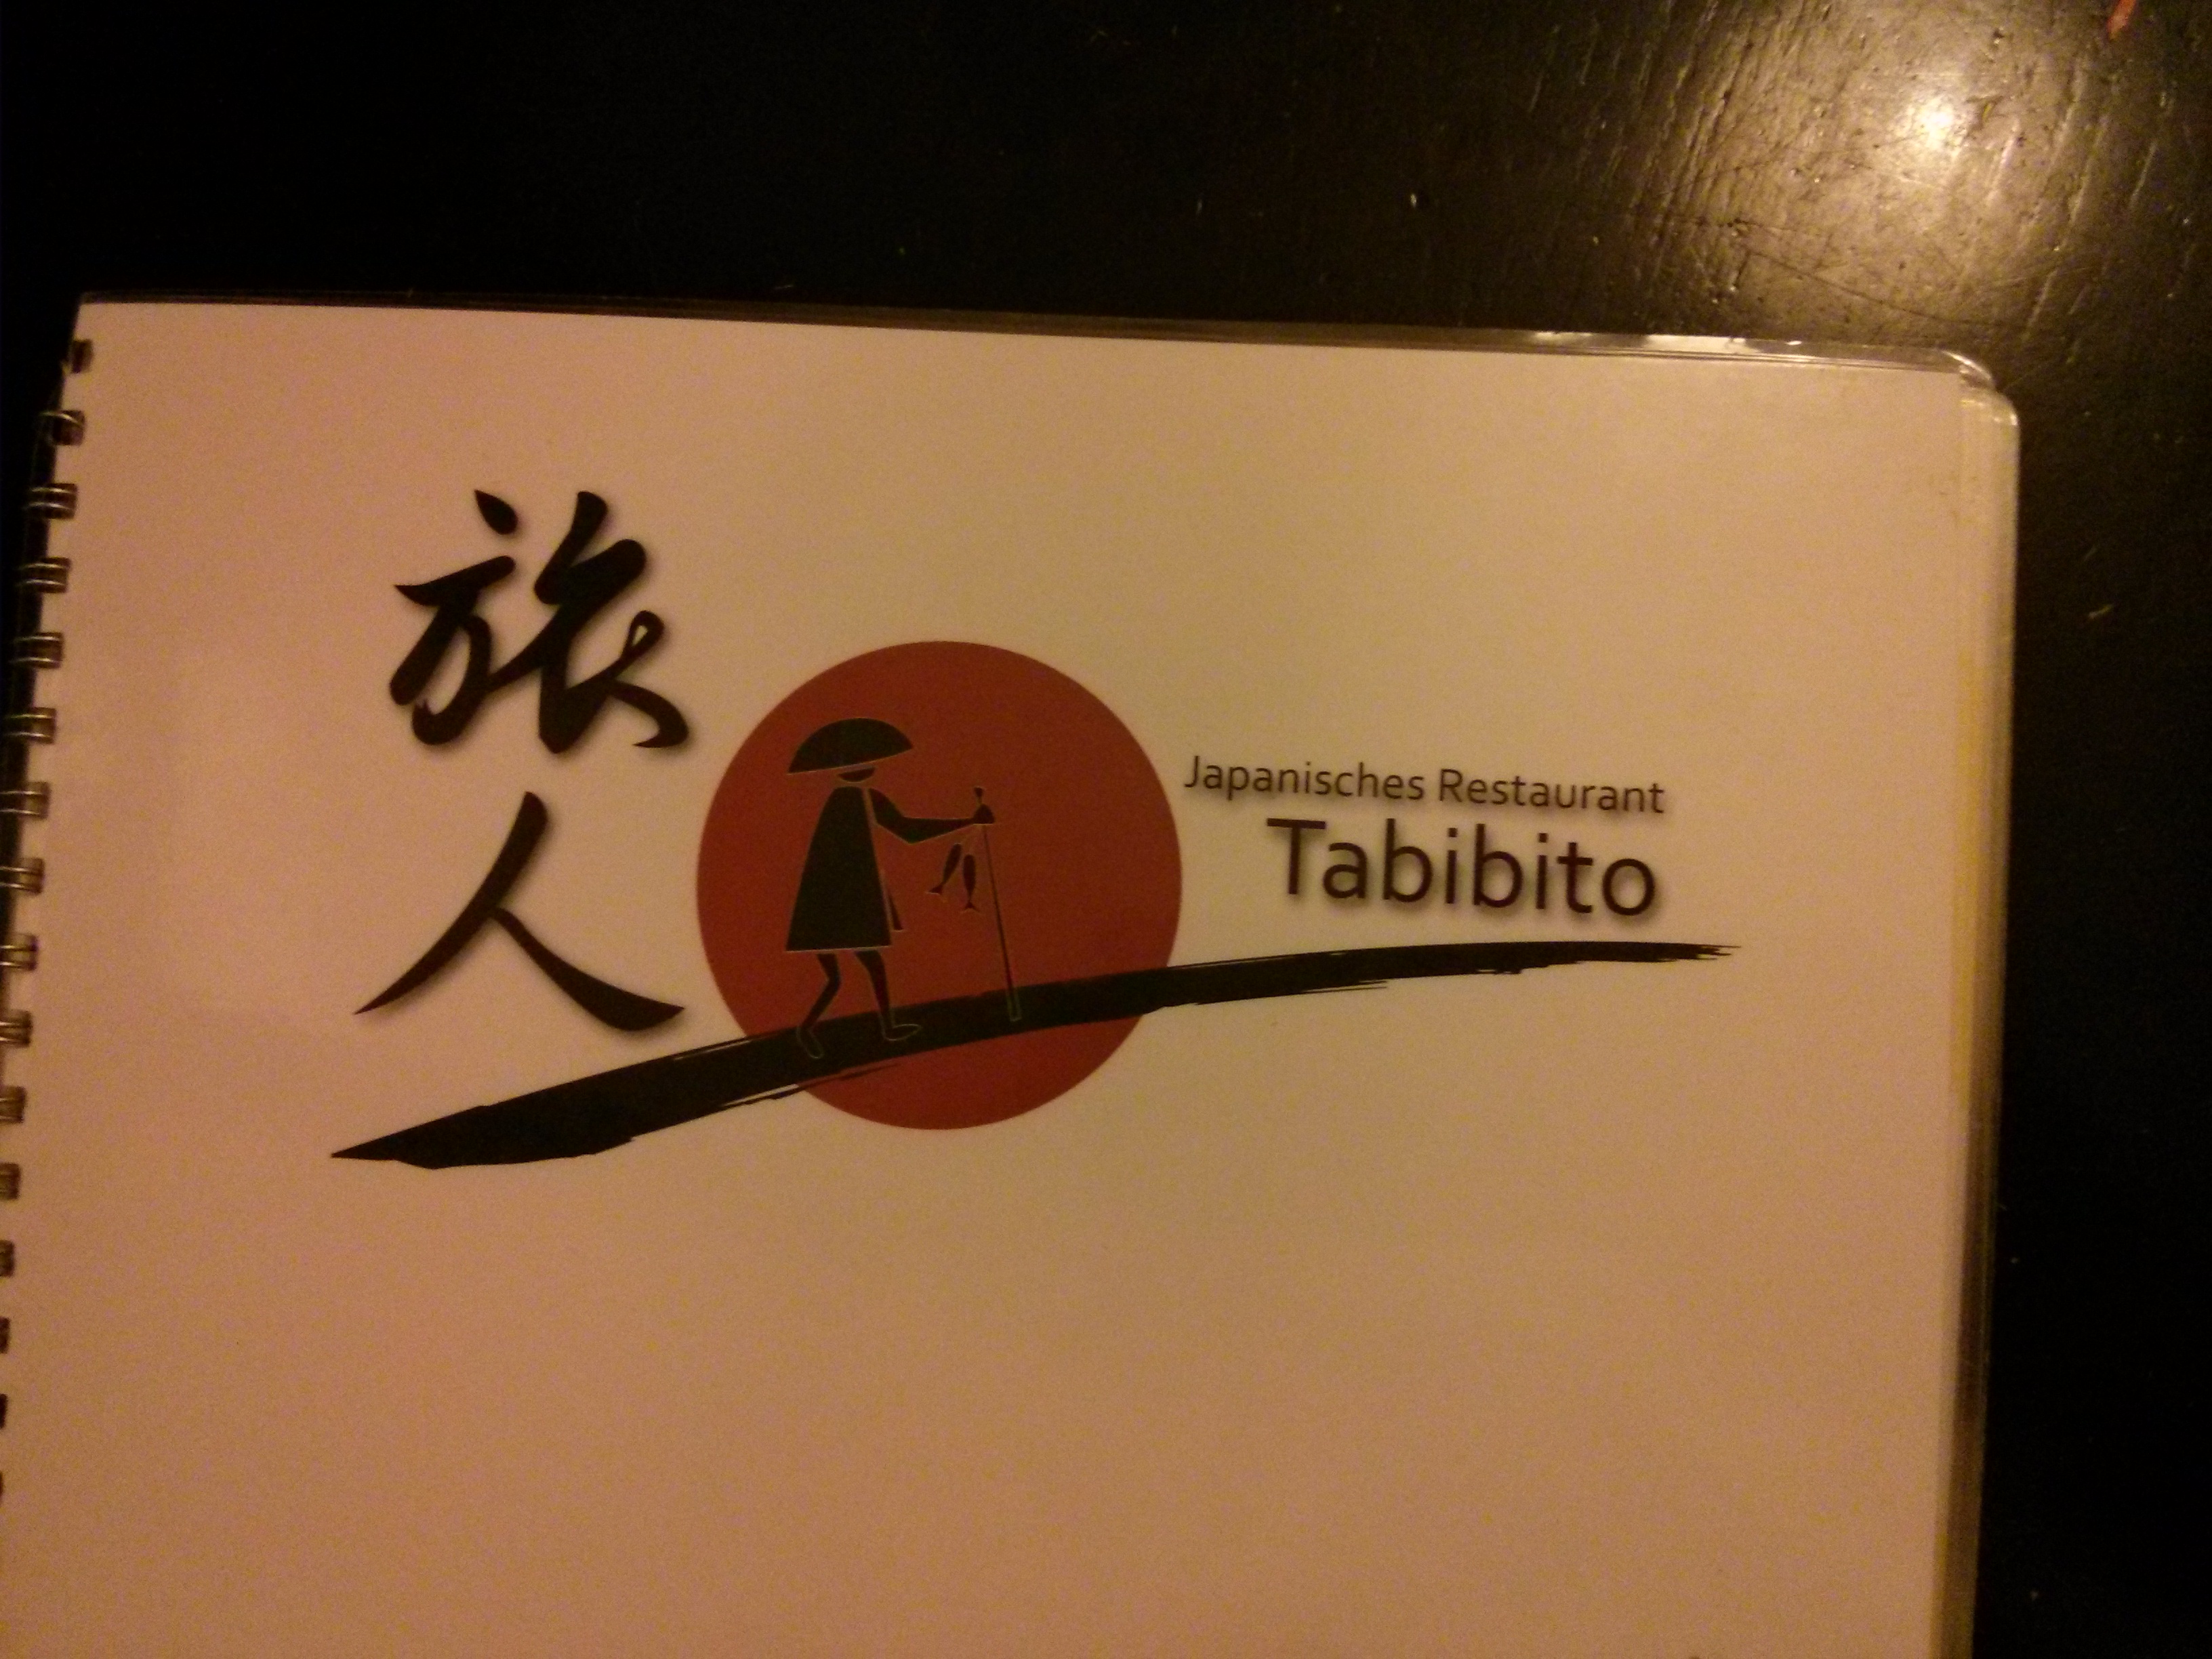 旅人
Japanisches Restaurant
Tabibito